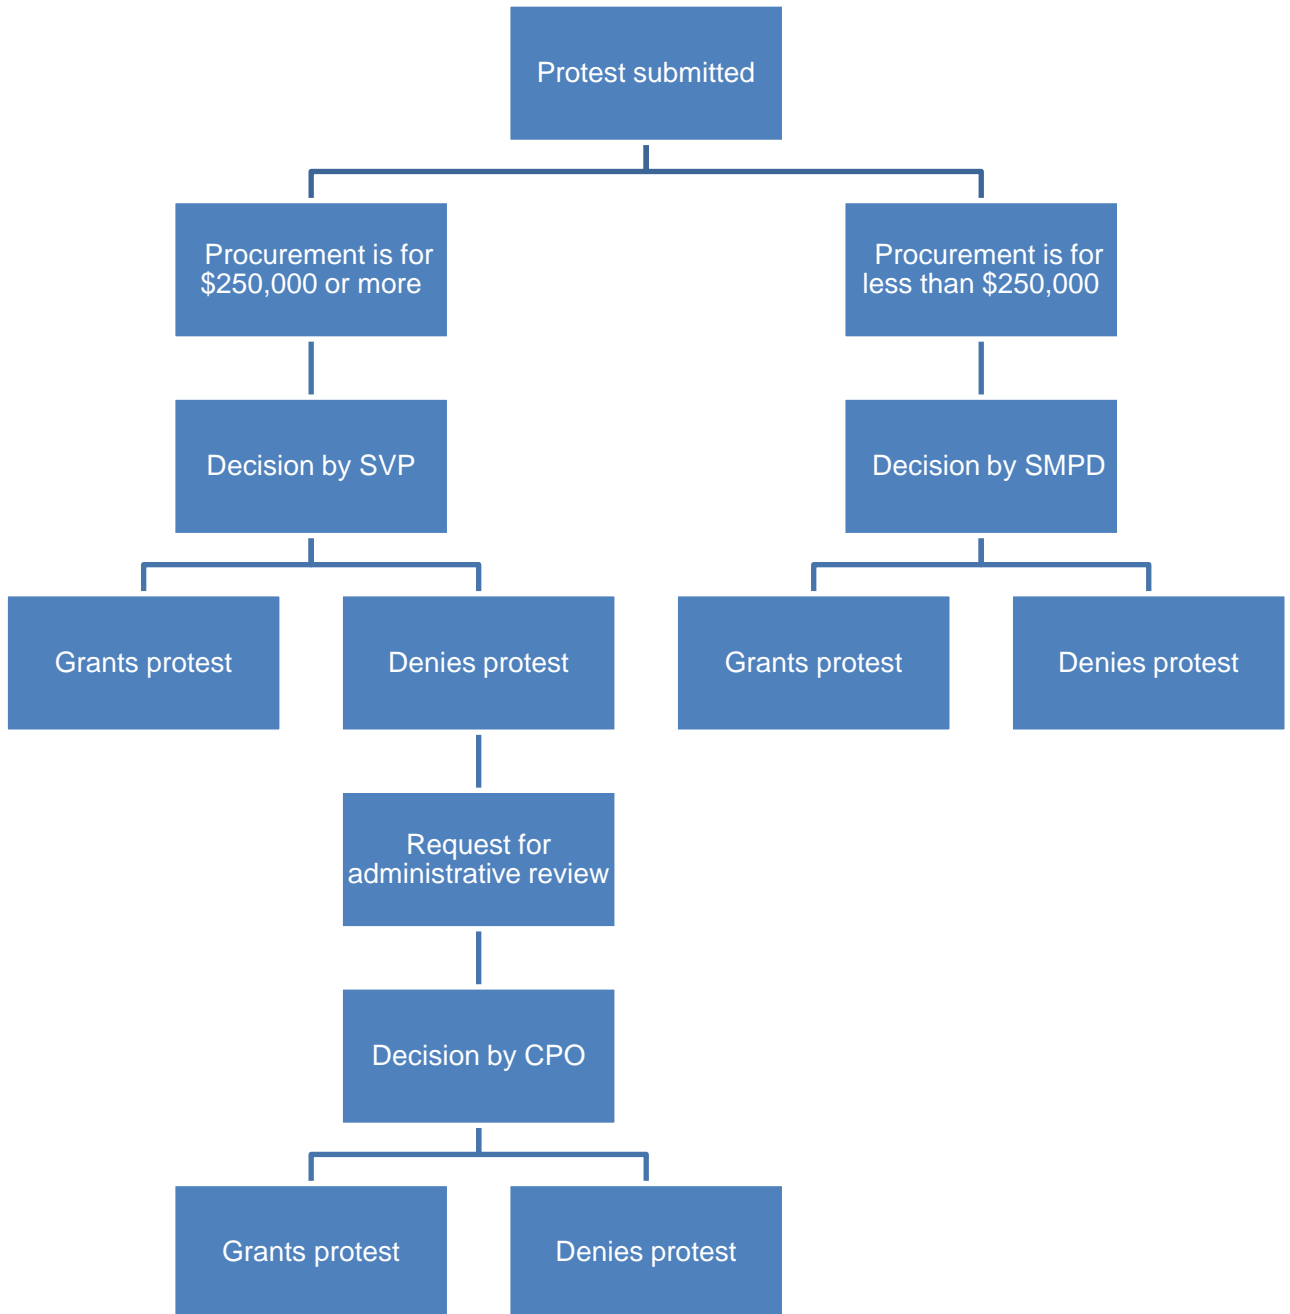 Protest submitted
Procurement is for
$250,000 or more
Procurement is for
less than $250,000
Decision by SVP
Decision by SMPD
Grants protest
Denies protest
Grants protest
Denies protest
Request for
administrative review
Decision by CPO
Grants protest
Denies protest